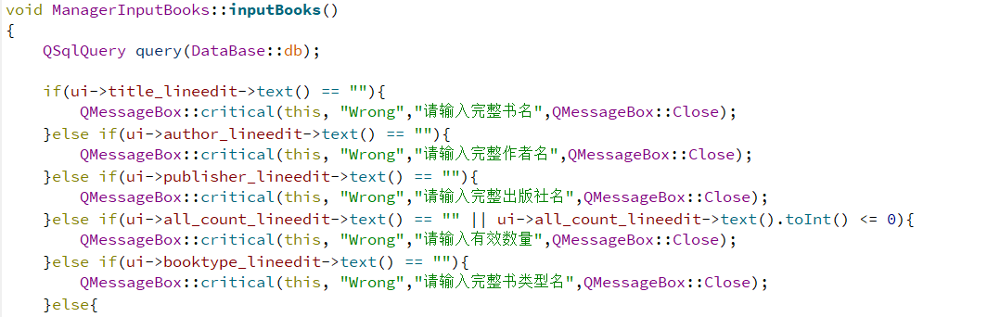 void ManagerInputBooks::inputBooks()
{
    QSqlQuery query(DataBase::db);

    if(ui->title_lineedit->text() == ""){
        QMessageBox::critical(this, "Wrong","请输入完整书名",QMessageBox::Close);
    }else if(ui->author_lineedit->text() == ""){
        QMessageBox::critical(this, "Wrong","请输入完整作者名",QMessageBox::Close);
    }else if(ui->publisher_lineedit->text() == ""){
        QMessageBox::critical(this, "Wrong","请输入完整出版社名",QMessageBox::Close);
    }else if(ui->all_count_lineedit->text() == "" || ui->all_count_lineedit->text().toInt() <= 0){
        QMessageBox::critical(this, "Wrong","请输入有效数量",QMessageBox::Close);
    }else if(ui->booktype_lineedit->text() == ""){
        QMessageBox::critical(this, "Wrong","请输入完整书类型名",QMessageBox::Close);
    }else{